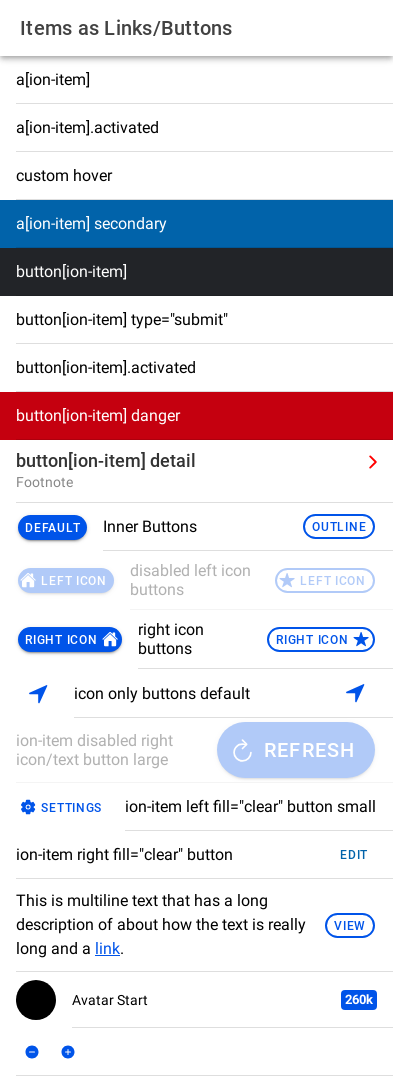 Items as Links/Buttons
a[ion-item]
a[ion-item].activated
custom hover
a[ion-item] secondary
button[ion-item]
button[ion-item] type="submit"
button[ion-item].activated
button[ion-item] danger
button[ion-item] detail
Footnote
DEFAULT Inner Buttons OUTLINE
LEFT ICON disabled left icon buttons LEFT ICON
RIGHT ICON right icon buttons RIGHT ICON
icon only buttons default
ion-item disabled right
icon/text button large
REFRESH
SETTINGS ion-item left fill="clear" button small
ion-item right fill="clear" button EDIT
This is multiline text that has a long
description of about how the text is really
long and a link.
VIEW
Avatar Start 260k